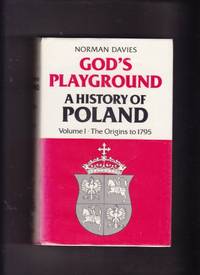 NORMAN DAVIES
GOD'S
PLAYGROUND
A HISTORY OF
POLAND
Volume I · The Origins to 1795